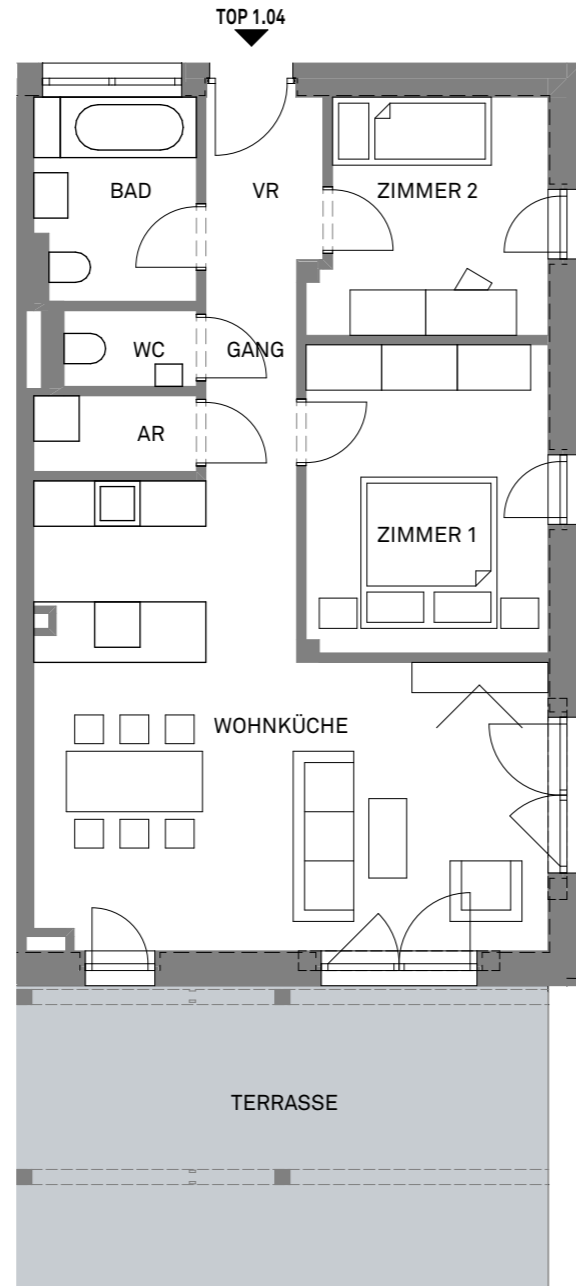 TOP 1.04
BAD
VR
ZIMMER 2
WC
GANG
AR
ZIMMER 1
WOHNKÜCHE
TERRASSE